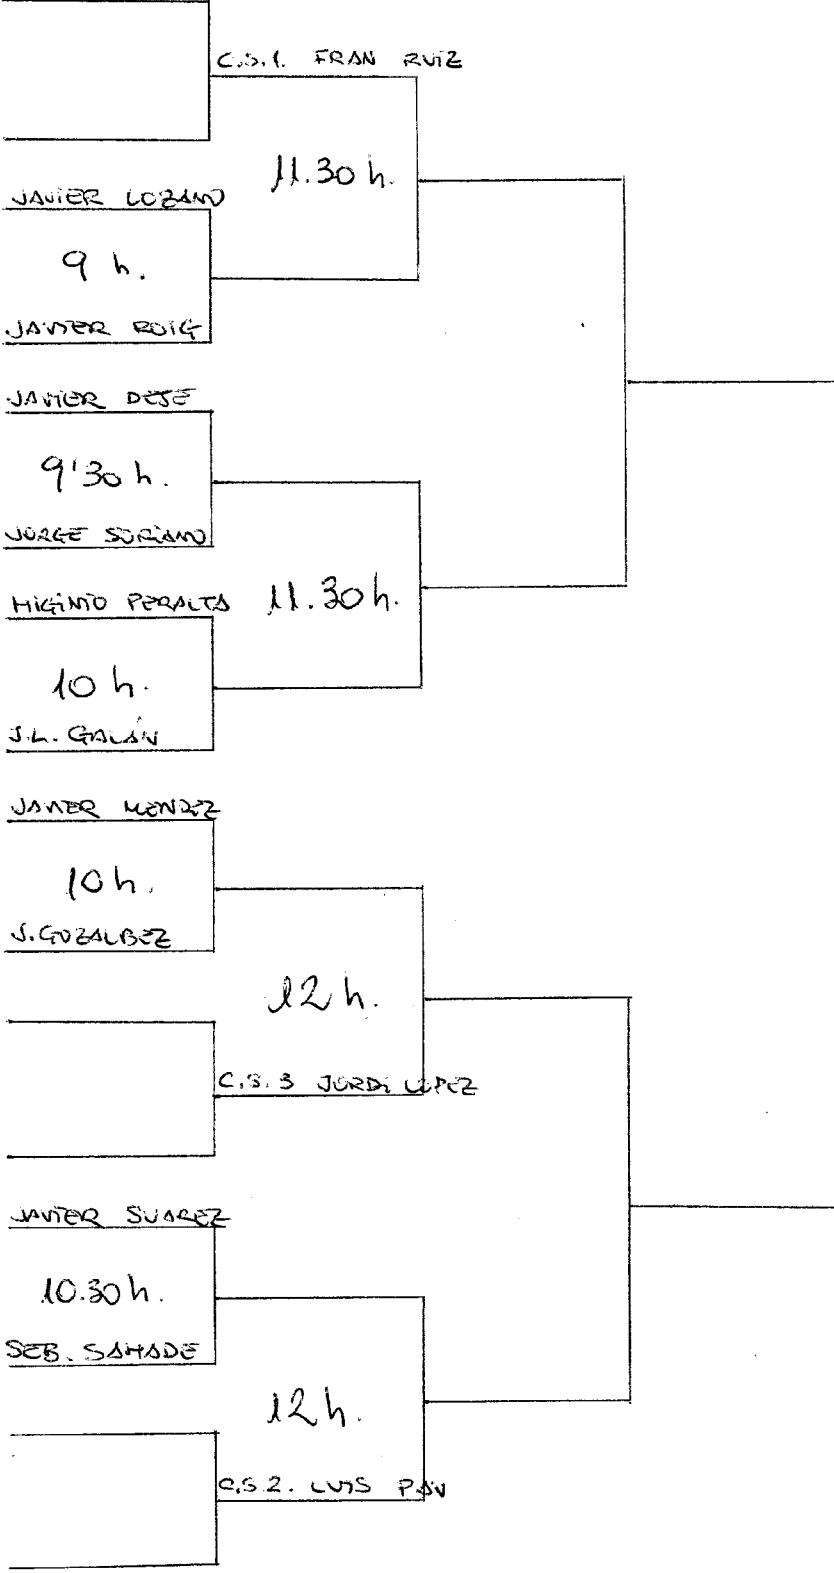 C.S.1. FRAN RUIZ
11.30 h.
JAVIER LOZANO
9 h.
JAVIER ROIG
JAVIER DESE
9'30 h.
JORGE SORIANO
HIGINIO PERALTA
11.30 h.
10 h.
J.L. GALÁN
JAVIER MENDEZ
10 h.
J. GOZALBEZ
12 h.
C.S.3 JORDI LOPEZ
JAVIER SUAREZ
10.30 h.
SEB. SAHADE
12 h.
C.S.2. LUIS PAU